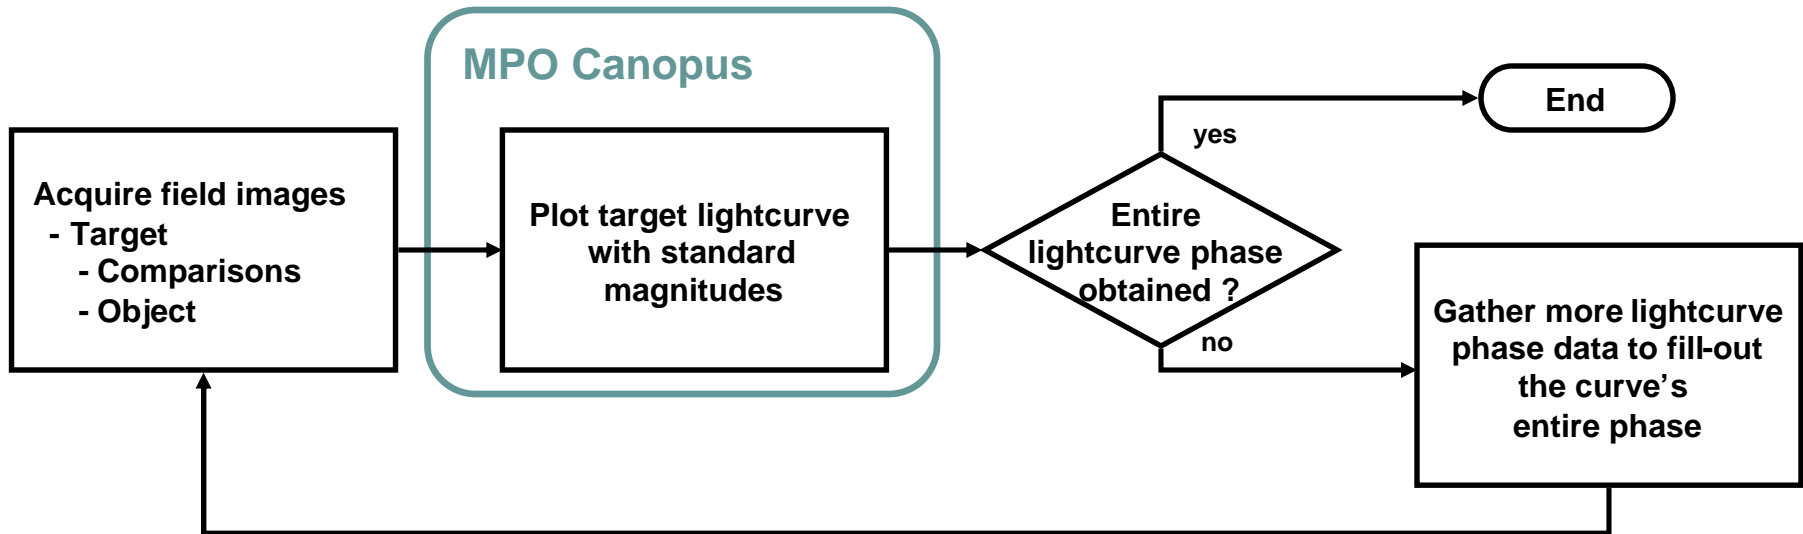 MPO Canopus
Acquire field images
- Target
- Comparisons
- Object
Plot target lightcurve
with standard
magnitudes
Entire
lightcurve phase
obtained ?
yes
End
no
Gather more lightcurve
phase data to fill-out
the curve’s
entire phase